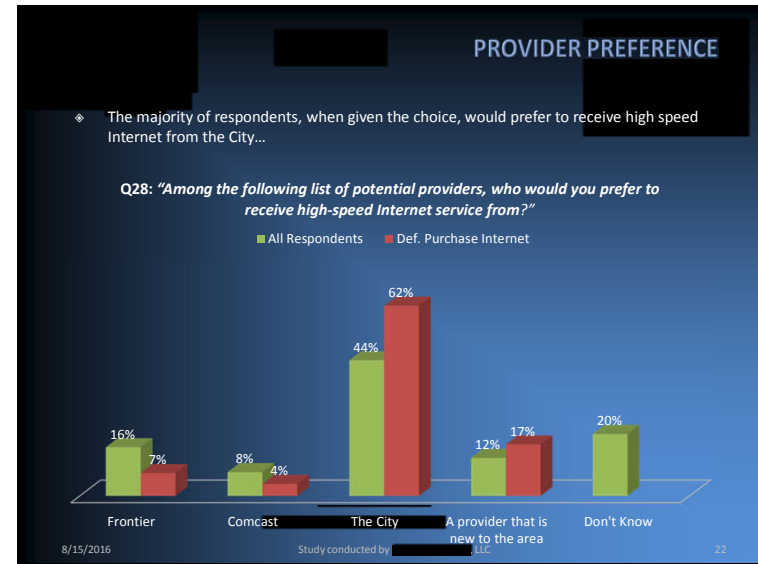 PROVIDER PREFERENCE
The majority of respondents, when given the choice, would prefer to receive high speed
Internet from the City…
Q28: “Among the following list of potential providers, who would you prefer to
receive high-speed Internet service from?”
All Respondents Def. Purchase Internet
62%
44%
16% 7% 8% 4% 12% 17% 20%
Frontier Comcast The City A provider that is Don't Know
new to the area
8/15/2016 Study conducted by , LLC 22